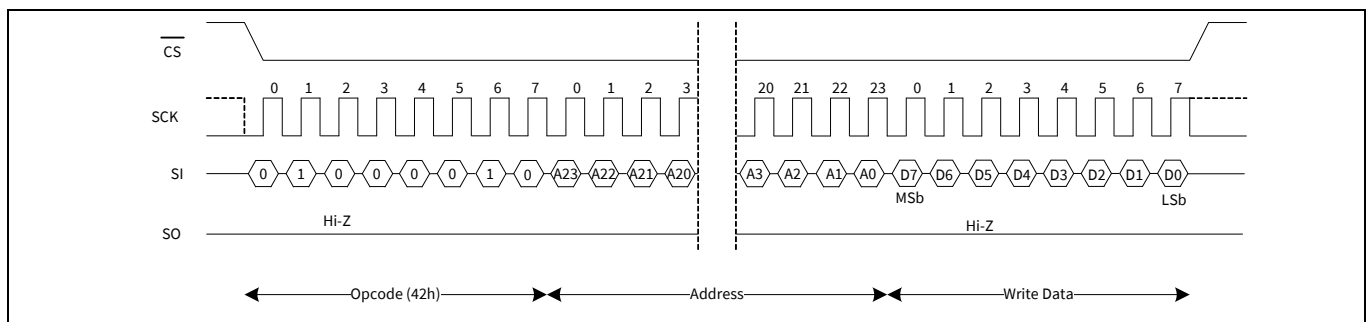 CS
0 1 2 3 4 5 6 7 0 1 2 3 20 21 22 23 0 1 2 3 4 5 6 7
SCK
SI 0 1 0 0 0 0 1 0 A23 A22 A21 A20 A3 A2 A1 A0 D7 D6 D5 D4 D3 D2 D1 D0
MSb LSb
Hi-Z Hi-Z
SO
Opcode (42h) Address Write Data